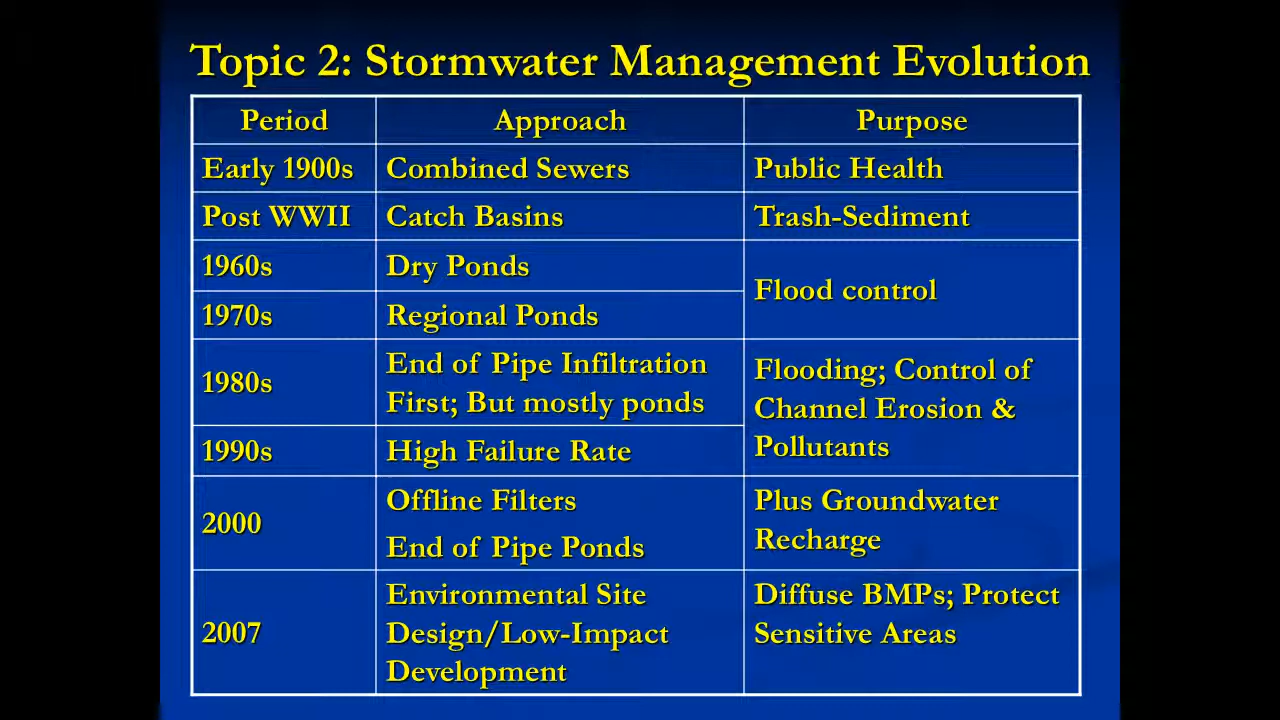 Topic 2: Stormwater Management Evolution
Period Approach Purpose
Early 1900s Combined Sewers Public Health
Post WWII Catch Basins Trash-Sediment
1960s Dry Ponds
Flood control
1970s Regional Ponds
1980s
End of Pipe Infiltration
First; But mostly ponds
Flooding; Control of
Channel Erosion &
Pollutants
1990s High Failure Rate
2000
Offline Filters
End of Pipe Ponds
Plus Groundwater
Recharge
2007
Environmental Site
Design/Low-Impact
Development
Diffuse BMPs; Protect
Sensitive Areas